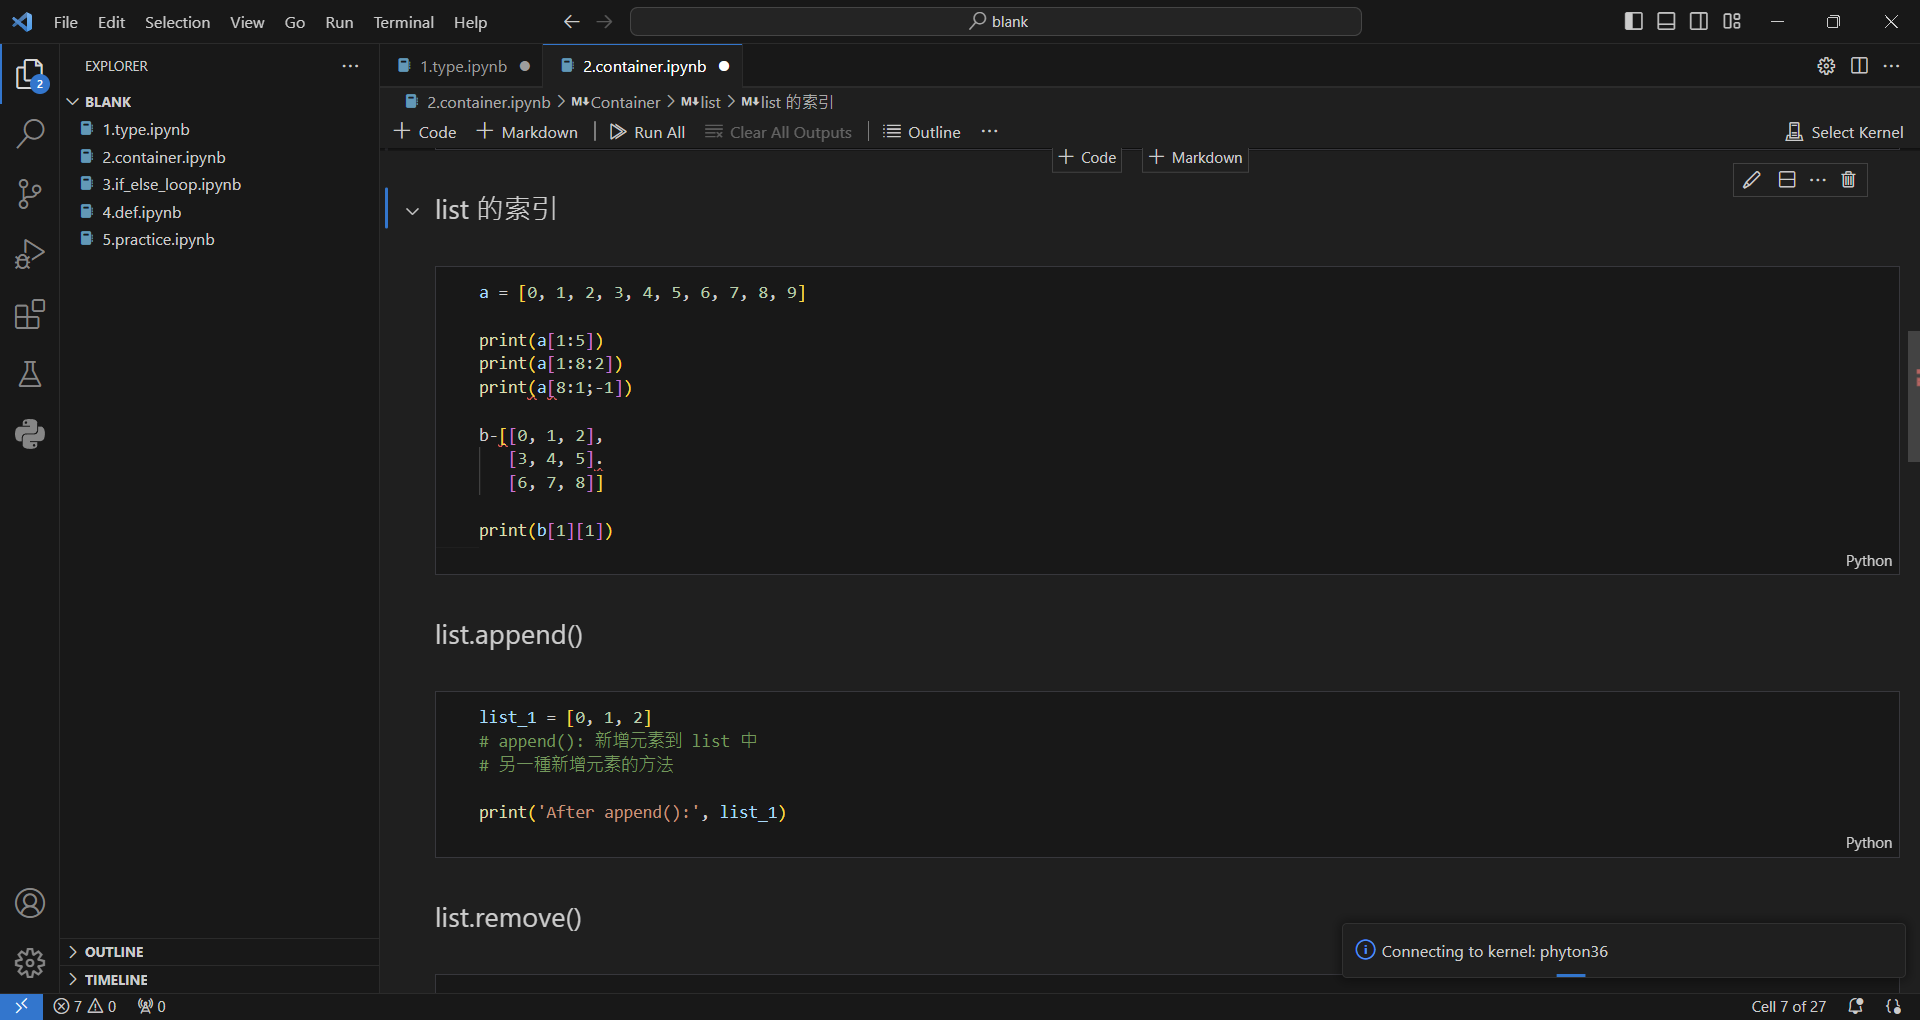 File Edit Selection View Go Run Terminal Help
blank
EXPLORER
2
BLANK
1.type.ipynb
2.container.ipynb
3.if_else_loop.ipynb
4.def.ipynb
5.practice.ipynb
OUTLINE
TIMELINE
1.type.ipynb
2.container.ipynb
2.container.ipynb > M↓Container > M↓list > M↓list 的索引
+ Code + Markdown | Run All Clear All Outputs | Outline ...
Select Kernel
+ Code + Markdown
list 的索引
a = [0, 1, 2, 3, 4, 5, 6, 7, 8, 9]
print(a[1:5])
print(a[1:8:2])
print(a[8:1;-1])
b-[[0, 1, 2],
[3, 4, 5].
[6, 7, 8]]
print(b[1][1])
Python
list.append()
list_1 = [0, 1, 2]
# append(): 新增元素到 list 中
# 另一種新增元素的方法
print('After append():', list_1)
Python
list.remove()
Connecting to kernel: phyton36
7 0 0
Cell 7 of 27